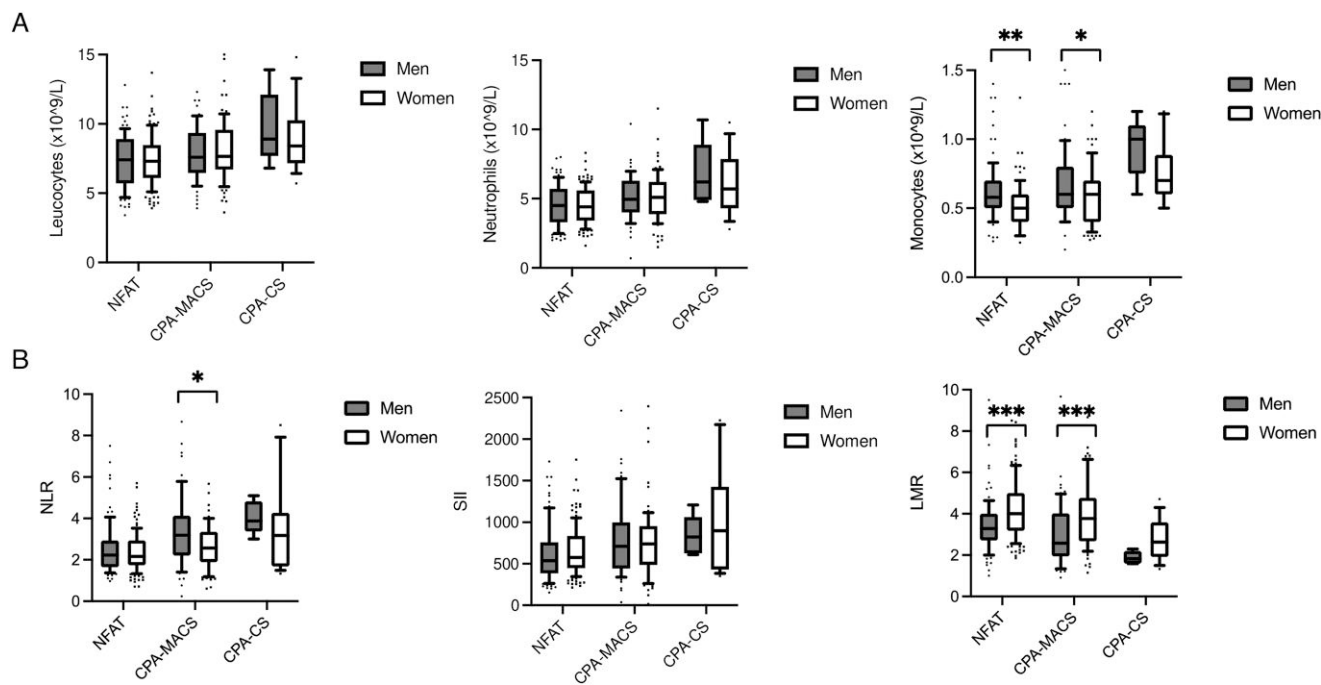 A
Leucocytes (x10^9/L)
15
10
5
0
NFAT
CPA-MACS
CPA-CS
Men
Women
Neutrophils (x10^9/L)
15
10
5
0
NFAT
CPA-MACS
CPA-CS
Men
Women
Monocytes (x10^9/L)
1.5
1.0
0.5
0.0
**
*
NFAT
CPA-MACS
CPA-CS
Men
Women
B
NLR
10
8
6
4
2
0
*
NFAT
CPA-MACS
CPA-CS
Men
Women
SII
2500
2000
1500
1000
500
0
NFAT
CPA-MACS
CPA-CS
Men
Women
LMR
10
8
6
4
2
0
***
***
NFAT
CPA-MACS
CPA-CS
Men
Women